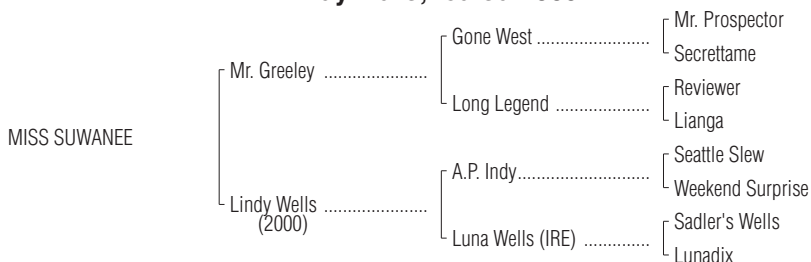 Mr. Prospector
Gone West ........................
Secrettame
Mr. Greeley ......................
Reviewer
Long Legend ....................
Lianga
MISS SUWANEE
Seattle Slew
A.P. Indy............................
Weekend Surprise
Lindy Wells ......................
(2000)
Sadler's Wells
Luna Wells (IRE) ..............
Lunadix